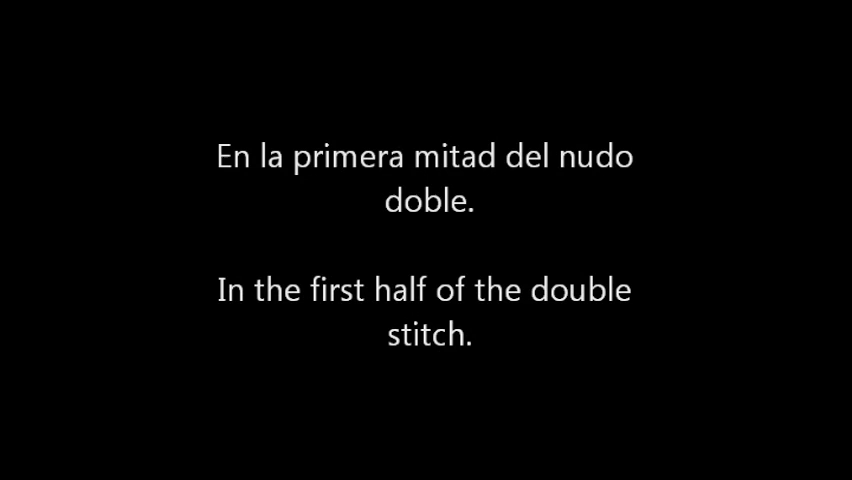 En la primera mitad del nudo
doble.
In the first half of the double
stitch.